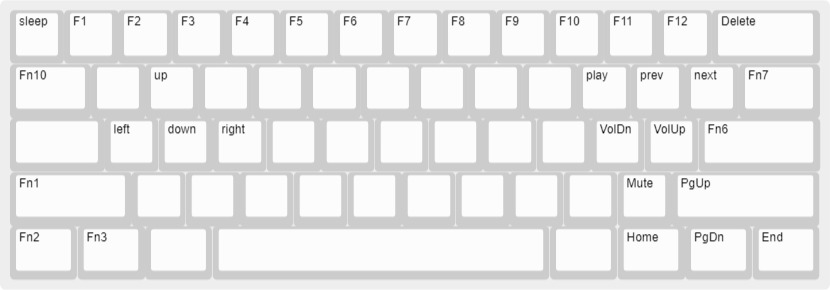 sleep F1 F2 F3 F4 F5 F6 F7 F8 F9 F10 F11 F12 Delete
Fn10 up play prev next Fn7
left down right VolDn VolUp Fn6
Fn1 Mute PgUp
Fn2 Fn3 Home PgDn End